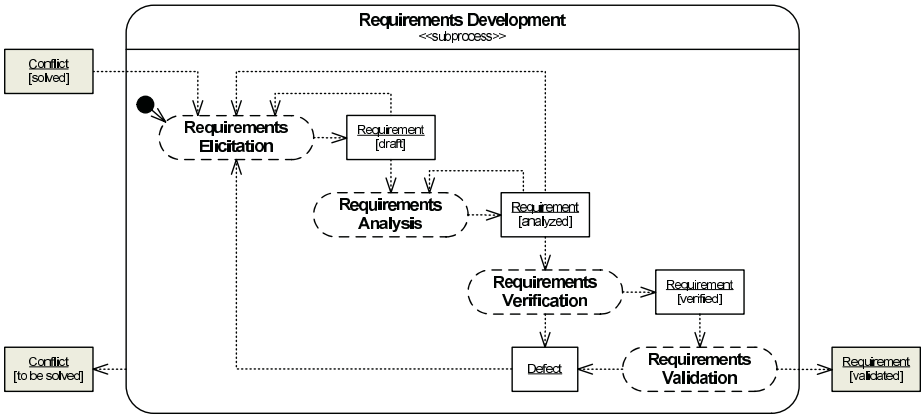 Requirements Development
<<subprocess>>
Conflict
[solved]
Requirements
Elicitation
Requirement
[draft]
Requirements
Analysis
Requirement
[analyzed]
Requirements
Verification
Requirement
[verified]
Conflict
[to be solved]
Defect
Requirements
Validation
Requirement
[validated]